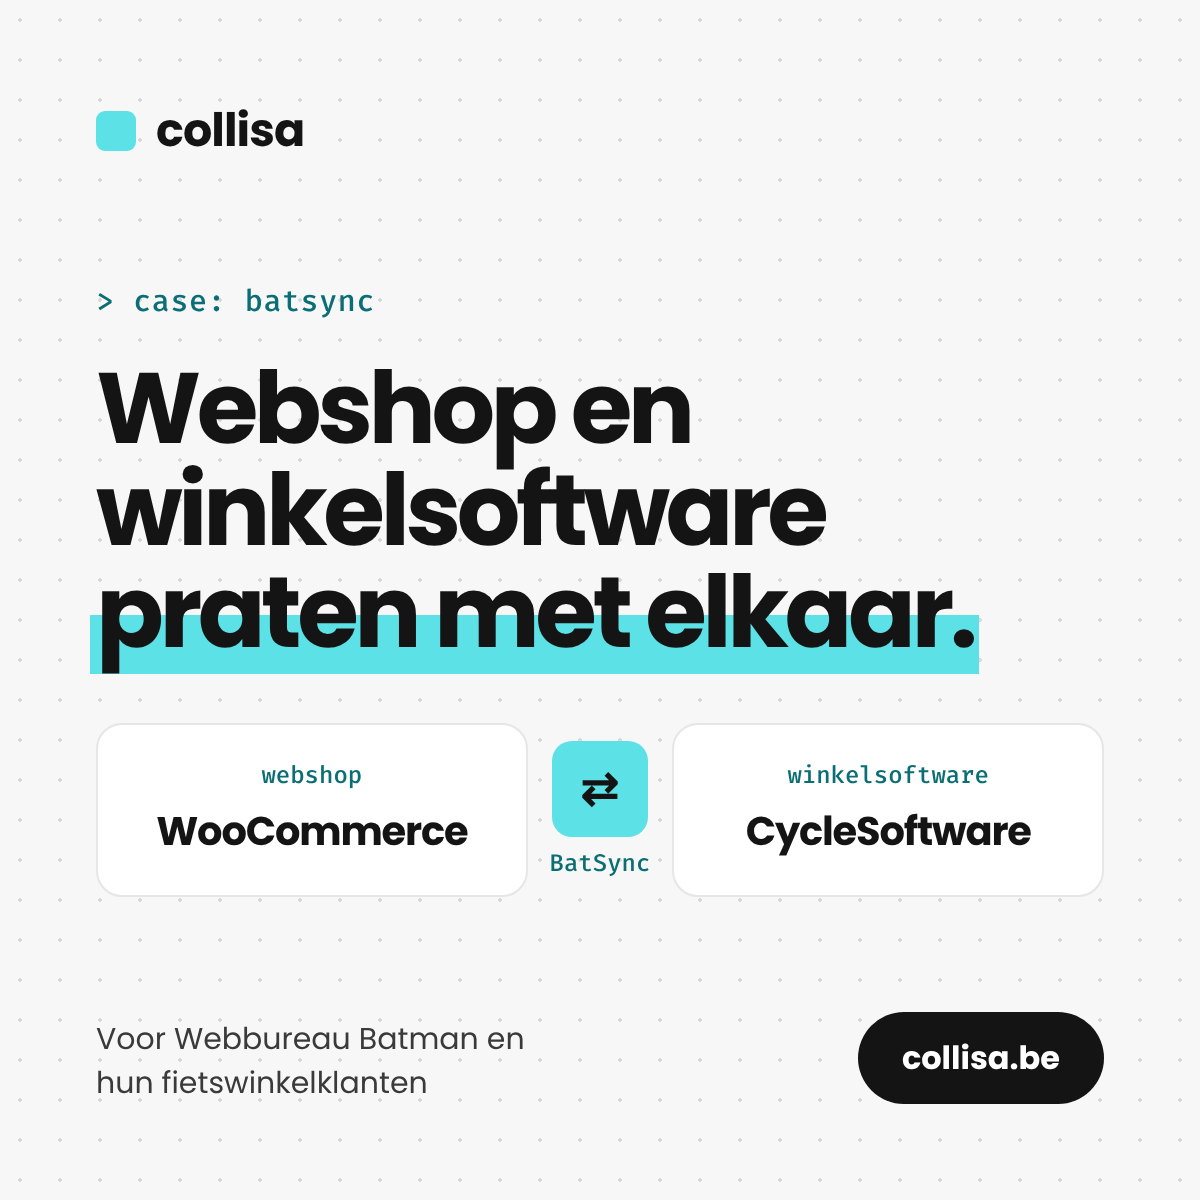 collisa
> case: batsync
Webshop en
winkelsoftware
praten met elkaar.
webshop
WooCommerce
⇄
BatSync
winkelsoftware
CycleSoftware
Voor Webbureau Batman en
hun fietswinkelklanten
collisa.be